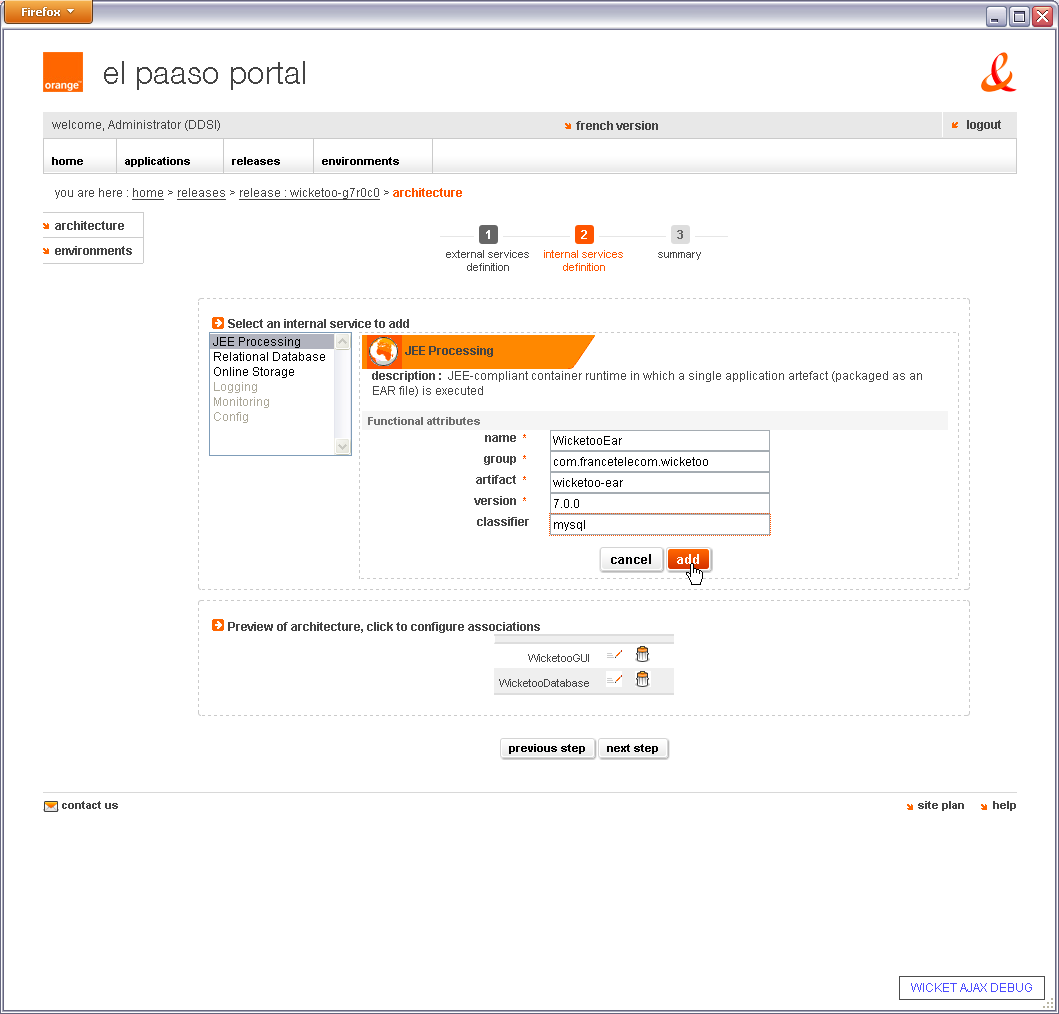 Firefox
orange™
el paaso portal
welcome, Administrator (DDSI)
french version
logout
home
applications
releases
environments
you are here : home > releases > release : wicketoo-g7r0c0 > architecture
architecture
environments
1
external services
definition
2
internal services
definition
3
summary
Select an internal service to add
JEE Processing
Relational Database
Online Storage
Logging
Monitoring
Config
JEE Processing
description : JEE-compliant container runtime in which a single application artefact (packaged as an
EAR file) is executed
Functional attributes
name * WicketooEar
group * com.francetelecom.wicketoo
artifact * wicketoo-ear
version * 7.0.0
classifier mysql
cancel
add
Preview of architecture, click to configure associations
WicketooGUI
WicketooDatabase
previous step
next step
contact us
site plan
help
WICKET AJAX DEBUG